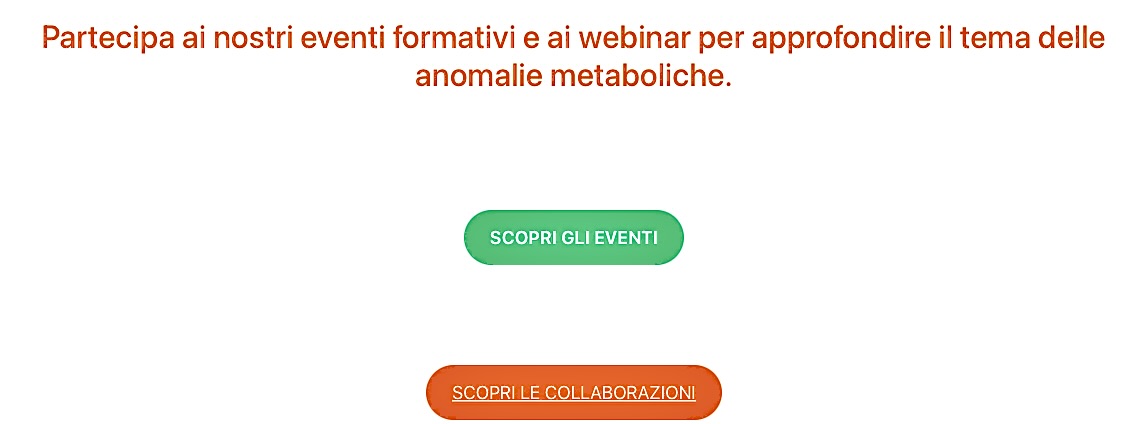 Partecipa ai nostri eventi formativi e ai webinar per approfondire il tema delle
anomalie metaboliche.
SCOPRI GLI EVENTI
SCOPRI LE COLLABORAZIONI